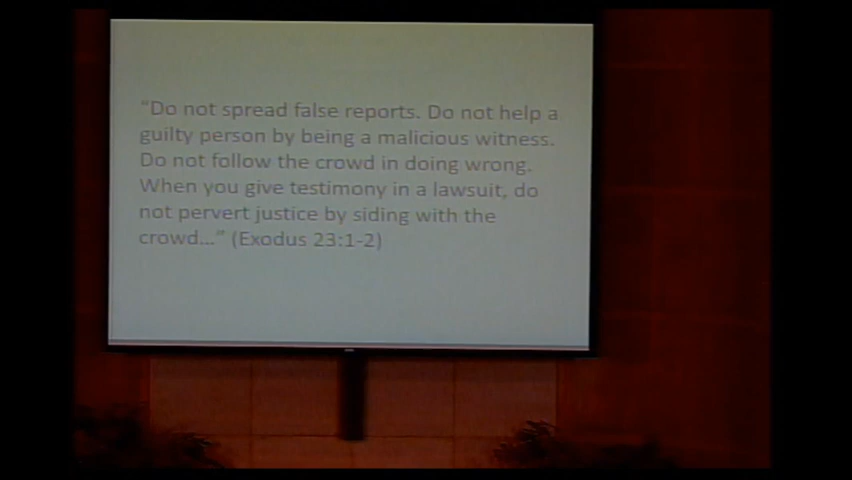 “Do not spread false reports. Do not help a
guilty person by being a malicious witness.
Do not follow the crowd in doing wrong.
When you give testimony in a lawsuit, do
not pervert justice by siding with the
crowd…” (Exodus 23:1-2)